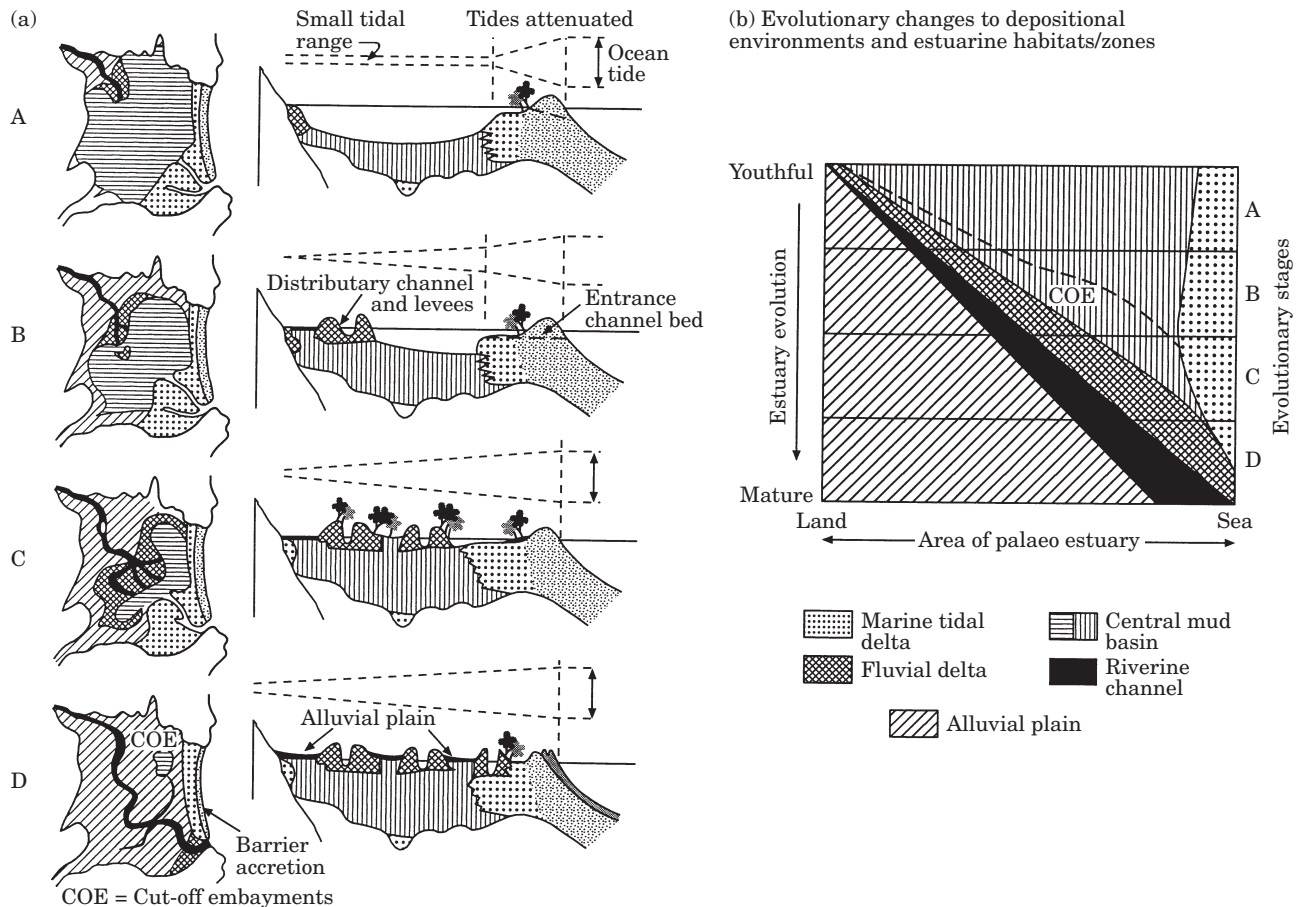 (a)
Small tidal
range
Tides attenuated
Ocean
tide
A
Distributary channel
and levees
Entrance
channel bed
B
C
Alluvial plain
COE
D
Barrier
accretion
COE = Cut-off embayments
(b) Evolutionary changes to depositional
environments and estuarine habitats/zones
Youthful
Estuary evolution
Mature
COE
A
B
C
D
Evolutionary stages
Land
Sea
Area of palaeo estuary
Marine tidal
delta
Central mud
basin
Fluvial delta
Riverine
channel
Alluvial plain